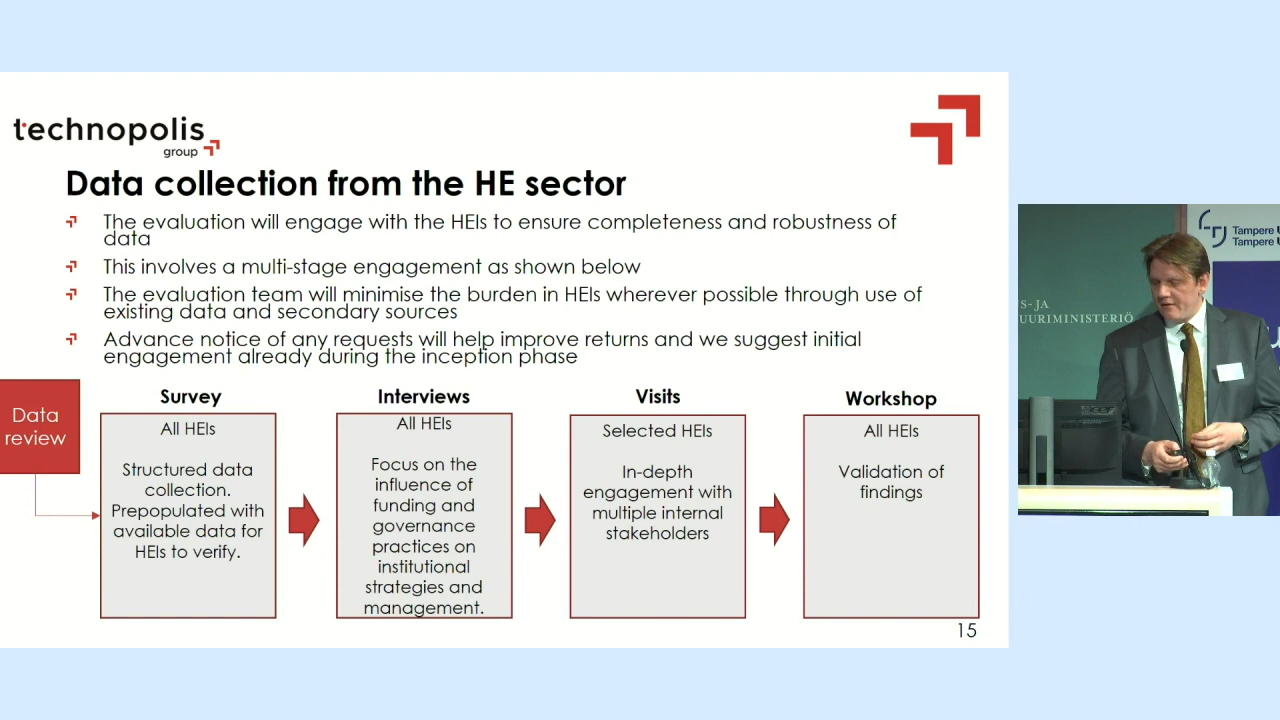 technopolis
group
Data collection from the HE sector
The evaluation will engage with the HEIs to ensure completeness and robustness of
data
This involves a multi-stage engagement as shown below
The evaluation team will minimise the burden in HEIs wherever possible through use of
existing data and secondary sources
Advance notice of any requests will help improve returns and we suggest initial
engagement already during the inception phase
Data
review
Survey
All HEIs
Structured data
collection.
Prepopulated with
available data for
HEIs to verify.
Interviews
All HEIs
Focus on the
influence of
funding and
governance
practices on
institutional
strategies and
management.
Visits
Selected HEIs
In-depth
engagement with
multiple internal
stakeholders
Workshop
All HEIs
Validation of
findings
15
S- JA
UURIMINISTERIÖ
Tampere
Tampere